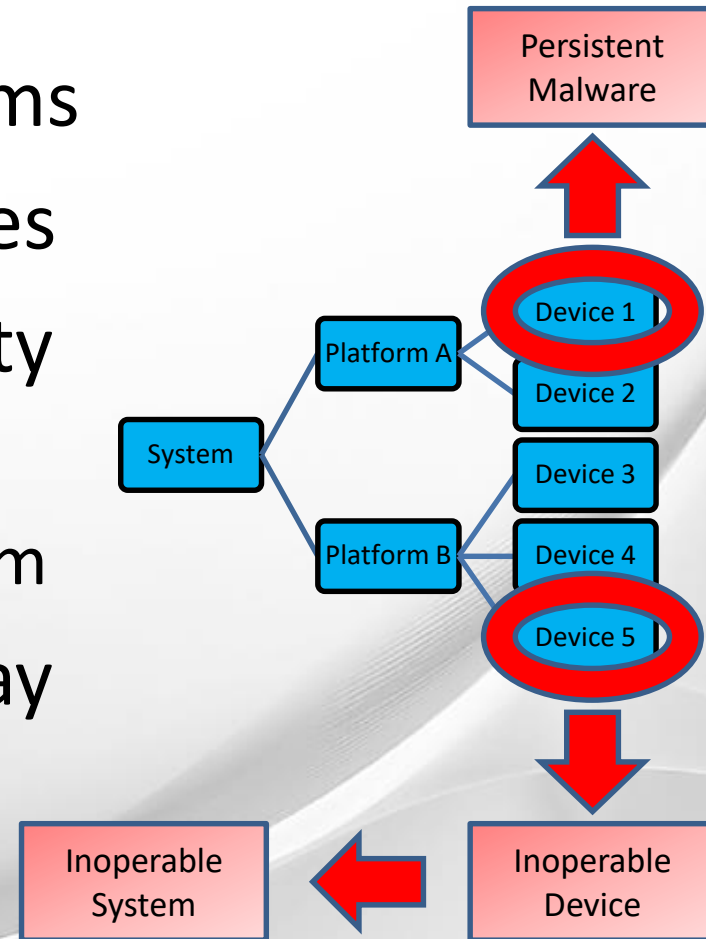 Persistent
Malware
ms
es
ty
m
ay
Device 1
Platform A
Device 2
System
Device 3
Platform B
Device 4
Device 5
Inoperable
System
Inoperable
Device